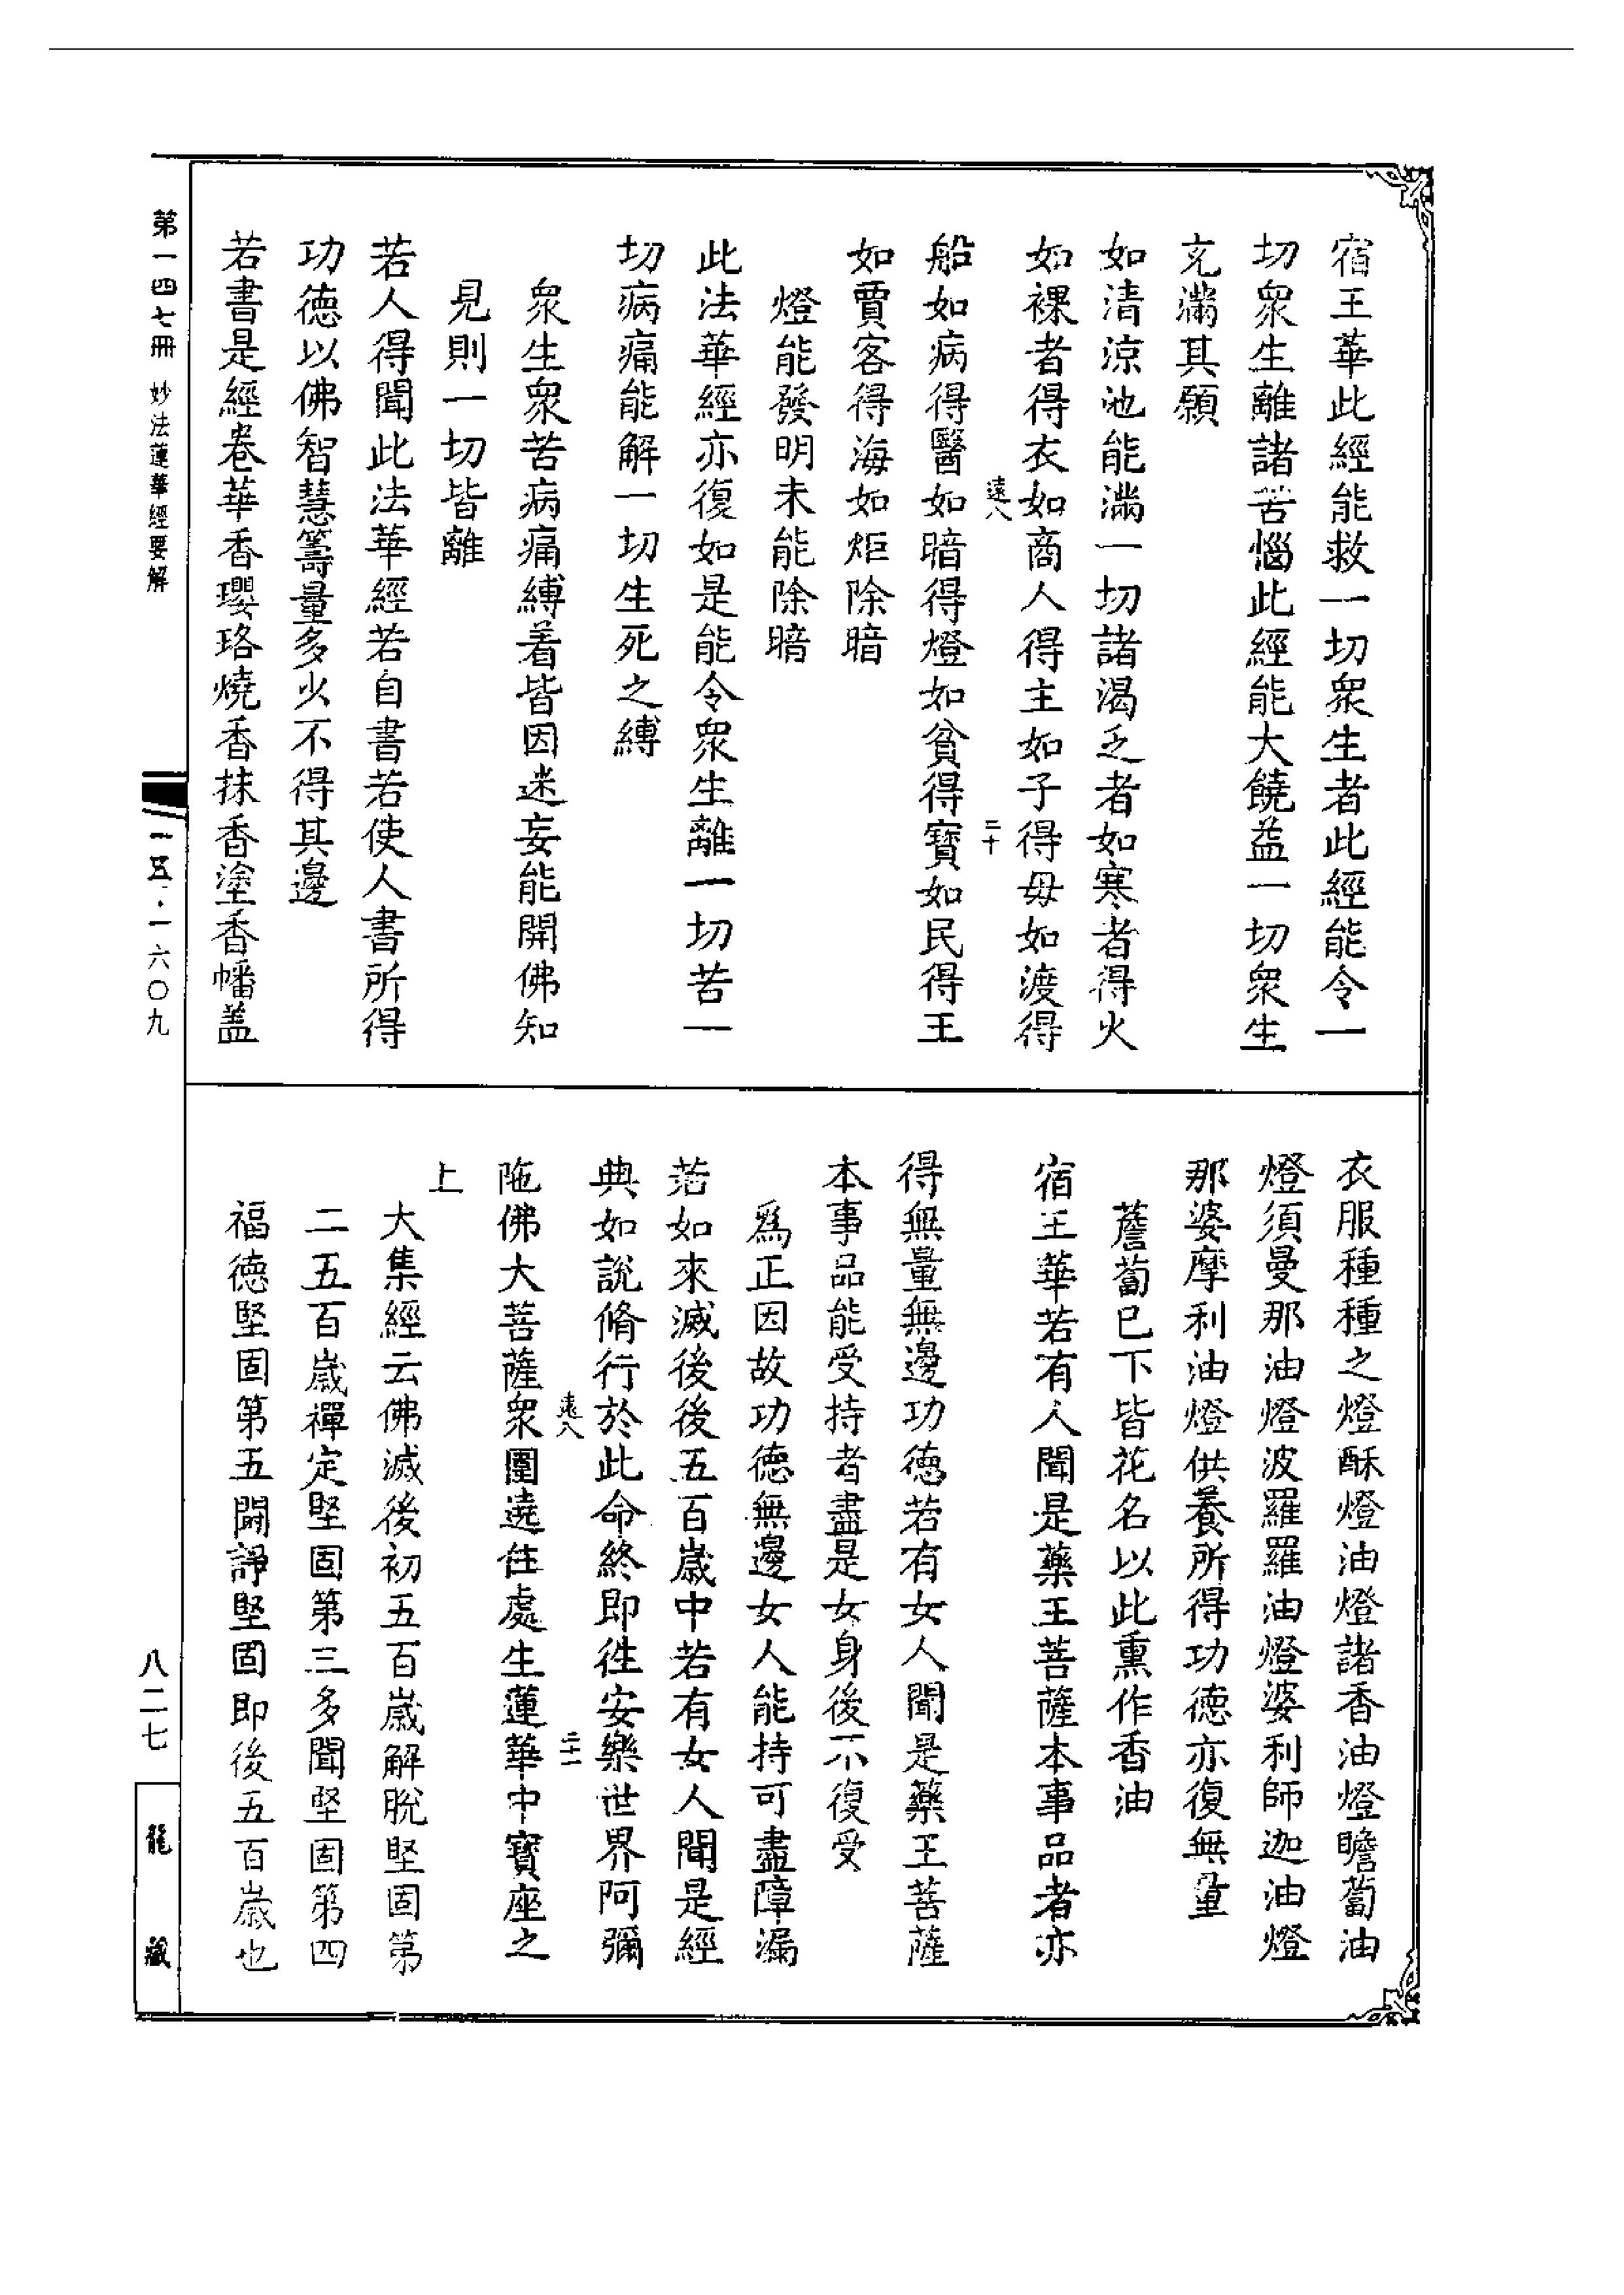 宿王華此經能救一切眾生者此經能令一
切眾生離諸苦惱此經能大饒益一切眾生
充滿其願
如清涼池能滿一切諸渴乏者如寒者得火
如裸者得衣如商人得主如子得母如渡得
遠八
三十
船如病得醫如暗得燈如貧得寶如民得王
如賈客得海如炬除暗
燈能發明未能除暗
此法華經亦復如是能令眾生離一切苦一
切病痛能解一切生死之縛
眾生眾苦病痛縛着皆因迷妄能開佛知
見則一切皆離
若人得聞此法華經若自書若使人書所得
功德以佛智慧籌量多少不得其邊
若書是經卷華香瓔珞燒香抹香塗香幡盖
衣服種種之燈酥燈油燈諸香油燈瞻蔔油
燈須曼那油燈波羅羅油燈婆利師迦油燈
那婆摩利油燈供養所得功德亦復無量
薝蔔已下皆花名以此熏作香油
宿王華若有人聞是藥王菩薩本事品者亦
得無量無邊功德若有女人聞是藥王菩薩
本事品能受持者盡是女身後不復受
爲正因故功德無邊女人能持可盡障漏
若如來滅後後五百歲中若有女人聞是經
典如說脩行於此命終即徃安樂世界阿彌
遠八
三十一
陁佛大菩薩眾圍遶住處生蓮華中寶座之
上
大集經云佛滅後初五百歲解脫堅固第
二五百歲禪定堅固第三多聞堅固第四
福德堅固第五鬪諍堅固即後五百歲也
第一四七冊 妙法蓮華經要解
一五·一六〇九
八二七
龍藏